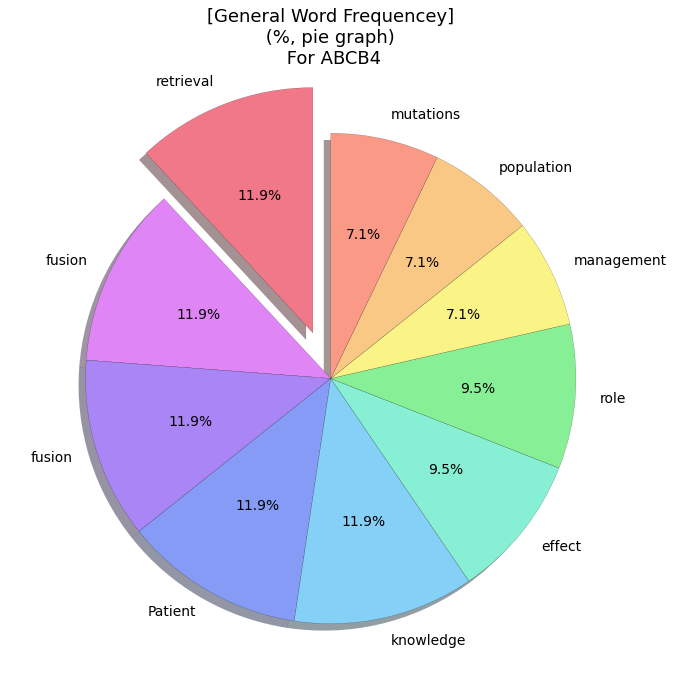 [General Word Frequencey]
(%, pie graph)
For ABCB4
retrieval
mutations
population
11.9%
7.1%
7.1%
fusion
management
11.9%
7.1%
role
9.5%
11.9%
fusion
9.5%
11.9%
11.9%
effect
Patient
knowledge